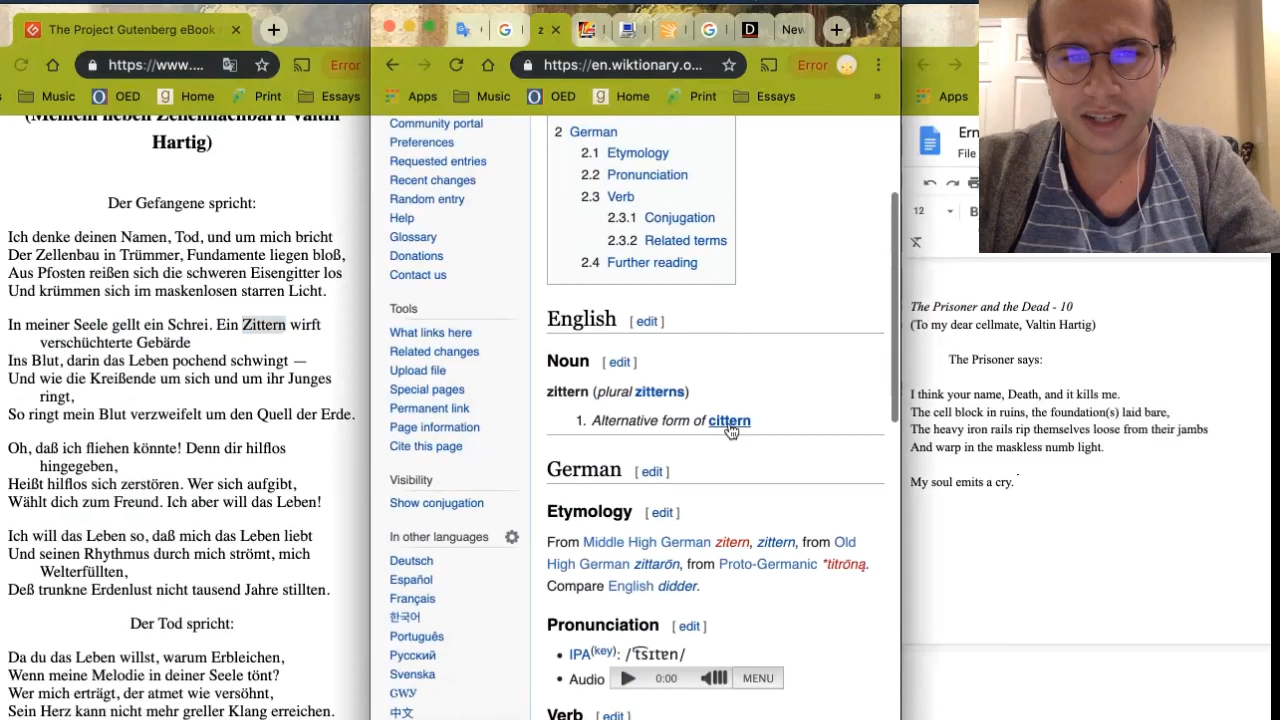 The Project Gutenberg eBook
z
New
https://www....
Error
https://en.wiktionary.o...
Error
Music
OED
Home
Print
Essays
Apps
Music
OED
Home
Print
Essays
»
Apps
(Meinem lieben Zellennachbarn Valtin
Hartig)
Der Gefangene spricht:
Ich denke deinen Namen, Tod, und um mich bricht
Der Zellenbau in Trümmer, Fundamente liegen bloß,
Aus Pfosten reißen sich die schweren Eisengitter los
Und krümmen sich im maskenlosen starren Licht.
In meiner Seele gellt ein Schrei. Ein Zittern wirft
verschüchterte Gebärde
Ins Blut, darin das Leben pochend schwingt —
Und wie die Kreißende um sich und um ihr Junges
ringt,
So ringt mein Blut verzweifelt um den Quell der Erde.
Oh, daß ich fliehen könnte! Denn dir hilflos
hingegeben,
Heißt hilflos sich zerstören. Wer sich aufgibt,
Wählt dich zum Freund. Ich aber will das Leben!
Ich will das Leben so, daß mich das Leben liebt
Und seinen Rhythmus durch mich strömt, mich
Welterfüllten,
Deß trunkne Erdenlust nicht tausend Jahre stillten.
Der Tod spricht:
Da du das Leben willst, warum Erbleichen,
Wenn meine Melodie in deiner Seele tönt?
Wer mich erträgt, der atmet wie versöhnt,
Sein Herz kann nicht mehr greller Klang erreichen.
Community portal
Preferences
Requested entries
Recent changes
Random entry
Help
Glossary
Donations
Contact us
Tools
What links here
Related changes
Upload file
Special pages
Permanent link
Page information
Cite this page
Visibility
Show conjugation
In other languages
Deutsch
Español
Français
한국어
Português
Русский
Svenska
ᏣᎳᎩ
中文
2 German
2.1 Etymology
2.2 Pronunciation
2.3 Verb
2.3.1 Conjugation
2.3.2 Related terms
2.4 Further reading
English [ edit ]
Noun [ edit ]
zittern (plural zitterns)
1. Alternative form of cittern
German [ edit ]
Etymology [ edit ]
From Middle High German zitern, zittern, from Old
High German zittarōn, from Proto-Germanic *titrōną.
Compare English didder.
Pronunciation [ edit ]
• IPA(key): /ˈt͡sɪtɐn/
• Audio 0:00 MENU
Verb [ edit ]
Ern
File
12
B
The Prisoner and the Dead - 10
(To my dear cellmate, Valtin Hartig)
The Prisoner says:
I think your name, Death, and it kills me.
The cell block in ruins, the foundation(s) laid bare,
The heavy iron rails rip themselves loose from their jambs
And warp in the maskless numb light.
My soul emits a cry.